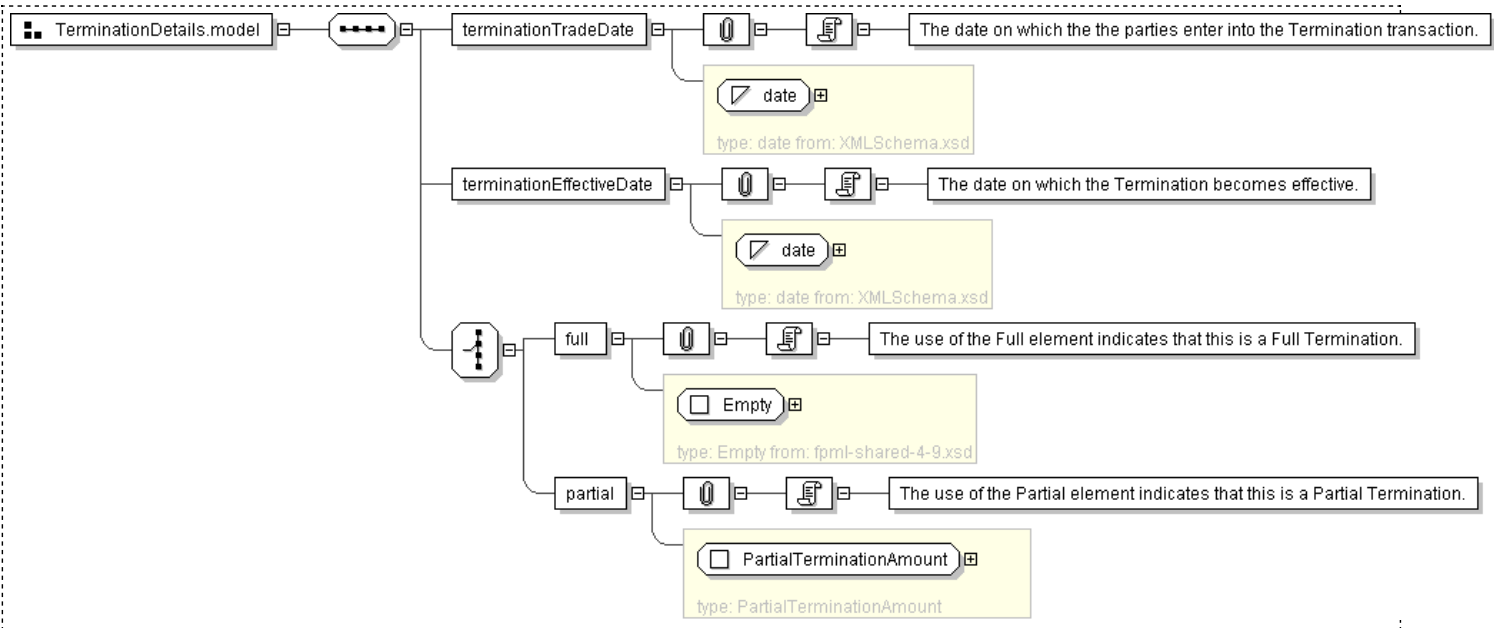 TerminationDetails.model
terminationTradeDate
The date on which the the parties enter into the Termination transaction.
date
type: date from: XMLSchema.xsd
terminationEffectiveDate
The date on which the Termination becomes effective.
date
type: date from: XMLSchema.xsd
full
The use of the Full element indicates that this is a Full Termination.
Empty
type: Empty from: fpml-shared-4-9.xsd
partial
The use of the Partial element indicates that this is a Partial Termination.
PartialTerminationAmount
type: PartialTerminationAmount